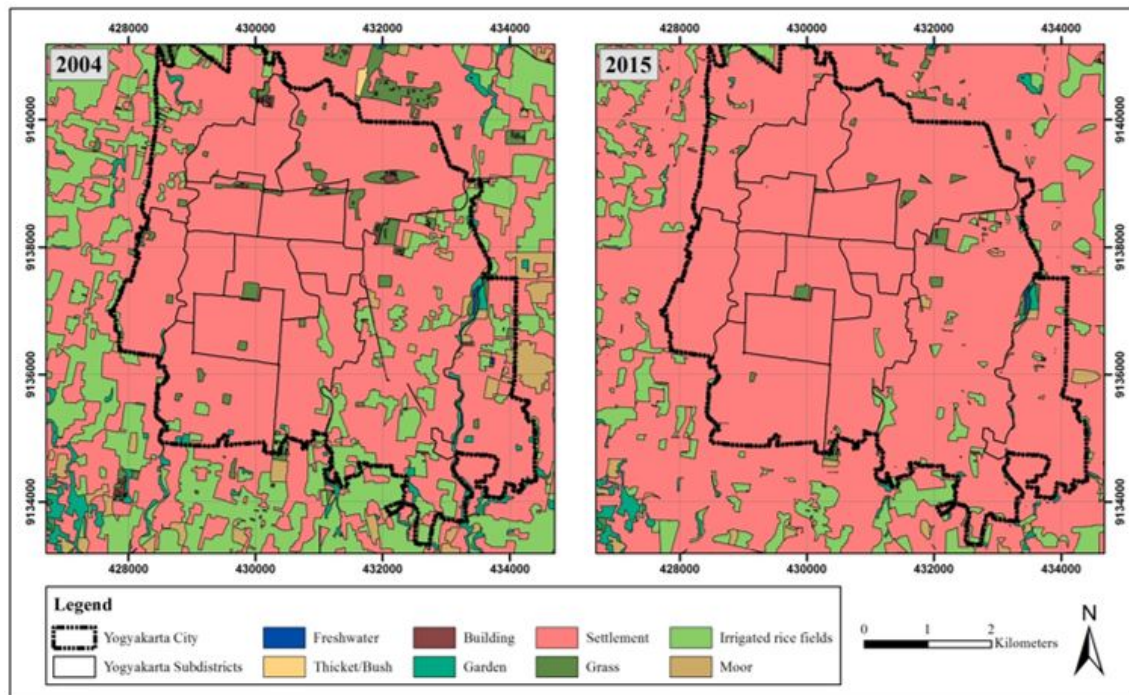 428000 430000 432000 434000 428000 430000 432000 434000
2004 2015
9140000 9140000
9138000 9138000
9136000 9136000
9134000 9134000
428000 430000 432000 434000 428000 430000 432000 434000
Legend
Yogyakarta City Freshwater Building Settlement Irrigated rice fields
Yogyakarta Subdistricts Thicket/Bush Garden Grass Moor
0 1 2
Kilometers
N